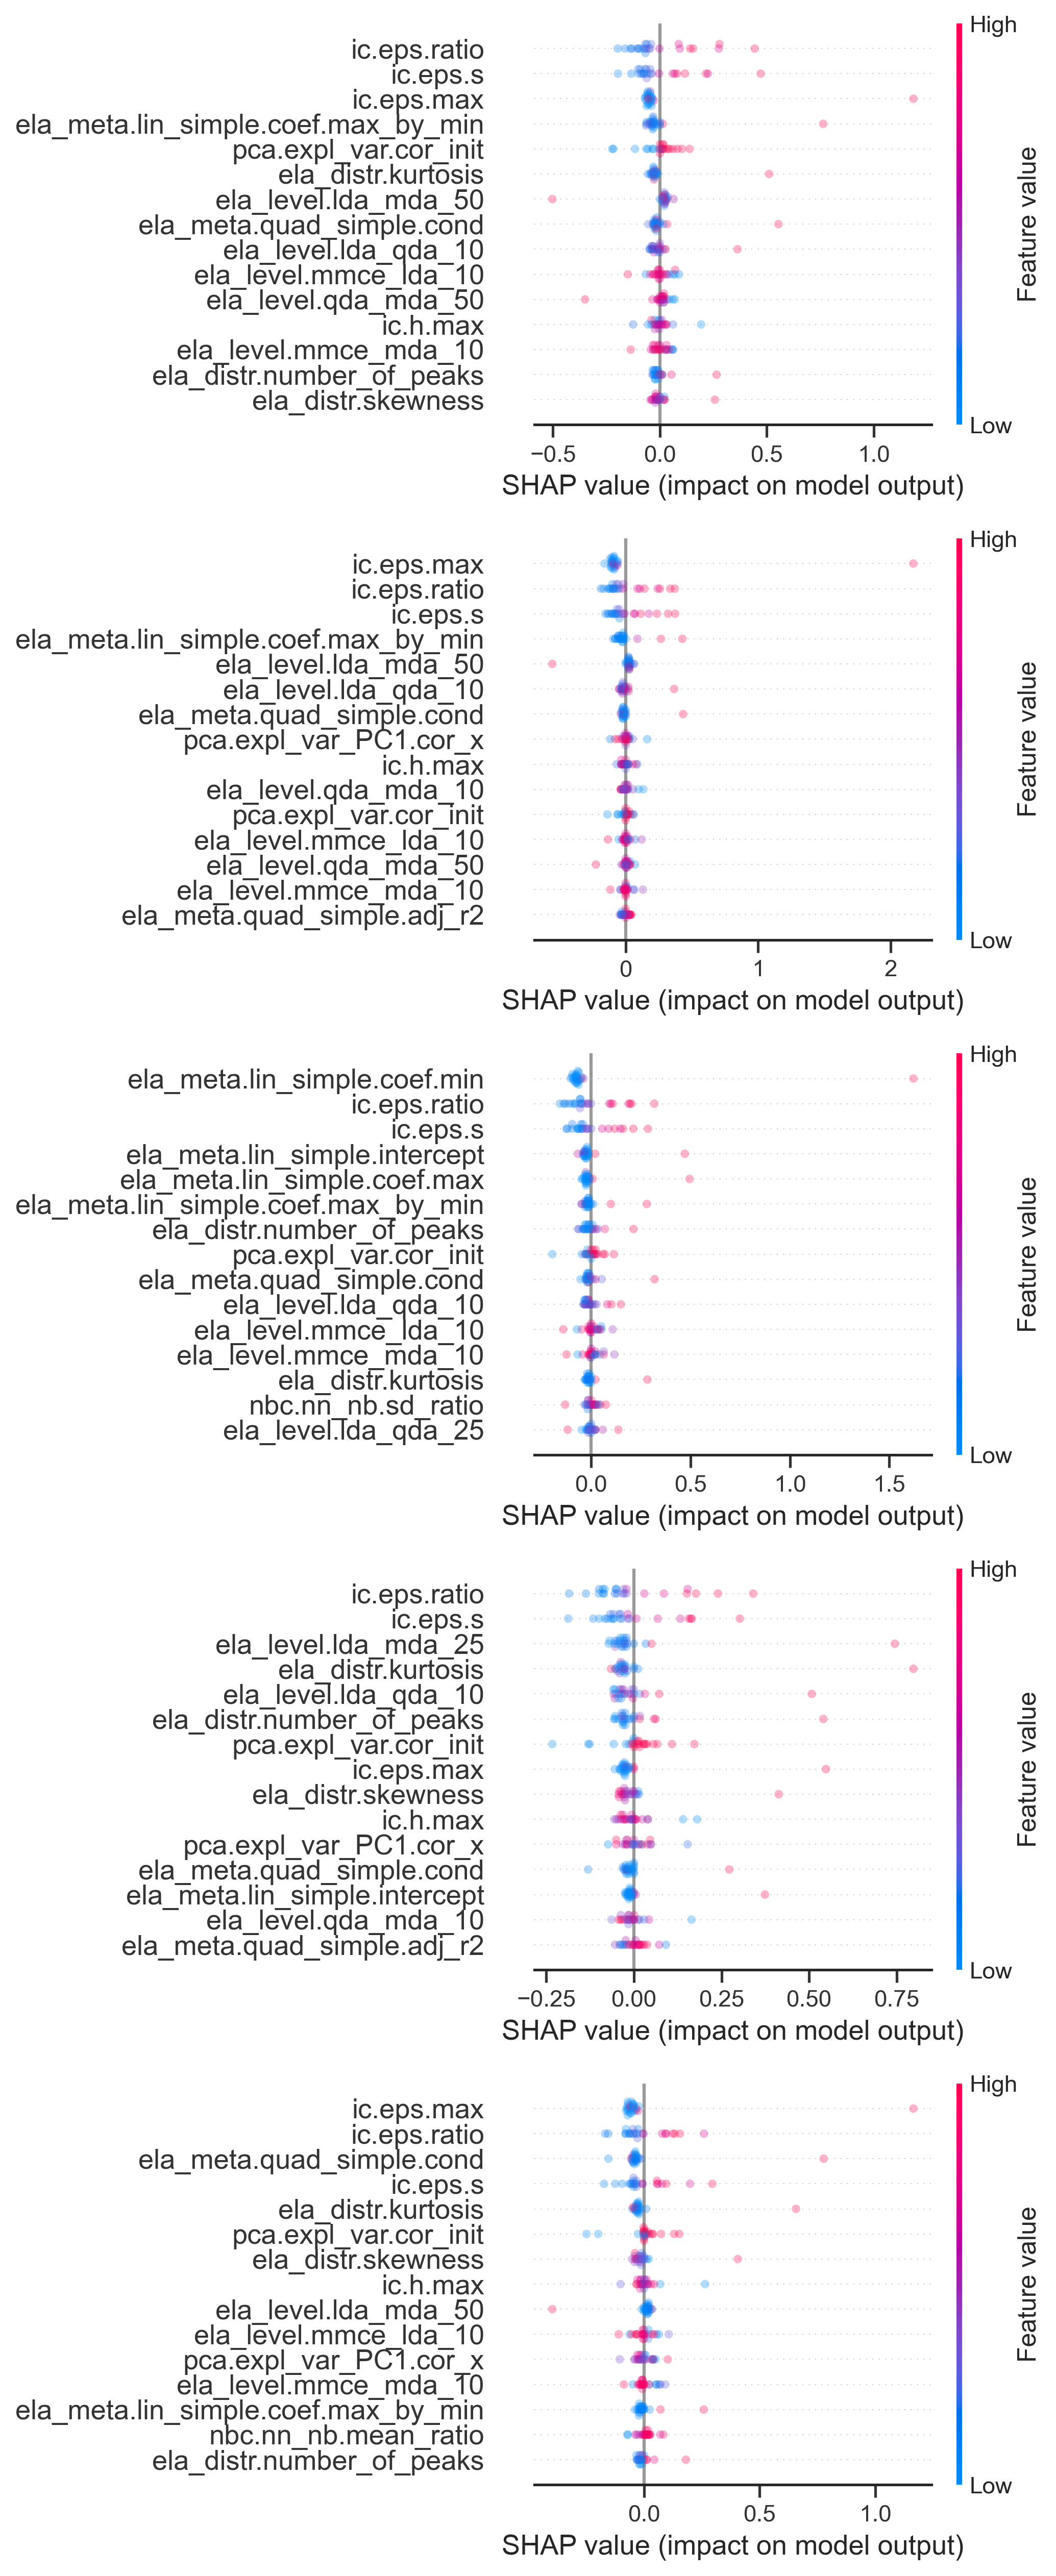 High
ic.eps.ratio
ic.eps.s
ic.eps.max
ela_meta.lin_simple.coef.max_by_min
pca.expl_var.cor_init
ela_distr.kurtosis
ela_level.lda_mda_50
ela_meta.quad_simple.cond
ela_level.lda_qda_10
ela_level.mmce_lda_10
ela_level.qda_mda_50
ic.h.max
ela_level.mmce_mda_10
ela_distr.number_of_peaks
ela_distr.skewness
Feature value
Low
−0.5 0.0 0.5 1.0
SHAP value (impact on model output)
High
ic.eps.max
ic.eps.ratio
ic.eps.s
ela_meta.lin_simple.coef.max_by_min
ela_level.lda_mda_50
ela_level.lda_qda_10
ela_meta.quad_simple.cond
pca.expl_var_PC1.cor_x
ic.h.max
ela_level.qda_mda_10
pca.expl_var.cor_init
ela_level.mmce_lda_10
ela_level.qda_mda_50
ela_level.mmce_mda_10
ela_meta.quad_simple.adj_r2
Feature value
Low
0 1 2
SHAP value (impact on model output)
High
ela_meta.lin_simple.coef.min
ic.eps.ratio
ic.eps.s
ela_meta.lin_simple.intercept
ela_meta.lin_simple.coef.max
ela_meta.lin_simple.coef.max_by_min
ela_distr.number_of_peaks
pca.expl_var.cor_init
ela_meta.quad_simple.cond
ela_level.lda_qda_10
ela_level.mmce_lda_10
ela_level.mmce_mda_10
ela_distr.kurtosis
nbc.nn_nb.sd_ratio
ela_level.lda_qda_25
Feature value
Low
0.0 0.5 1.0 1.5
SHAP value (impact on model output)
High
ic.eps.ratio
ic.eps.s
ela_level.lda_mda_25
ela_distr.kurtosis
ela_level.lda_qda_10
ela_distr.number_of_peaks
pca.expl_var.cor_init
ic.eps.max
ela_distr.skewness
ic.h.max
pca.expl_var_PC1.cor_x
ela_meta.quad_simple.cond
ela_meta.lin_simple.intercept
ela_level.qda_mda_10
ela_meta.quad_simple.adj_r2
Feature value
Low
−0.25 0.00 0.25 0.50 0.75
SHAP value (impact on model output)
High
ic.eps.max
ic.eps.ratio
ela_meta.quad_simple.cond
ic.eps.s
ela_distr.kurtosis
pca.expl_var.cor_init
ela_distr.skewness
ic.h.max
ela_level.lda_mda_50
ela_level.mmce_lda_10
pca.expl_var_PC1.cor_x
ela_level.mmce_mda_10
ela_meta.lin_simple.coef.max_by_min
nbc.nn_nb.mean_ratio
ela_distr.number_of_peaks
Feature value
Low
0.0 0.5 1.0
SHAP value (impact on model output)